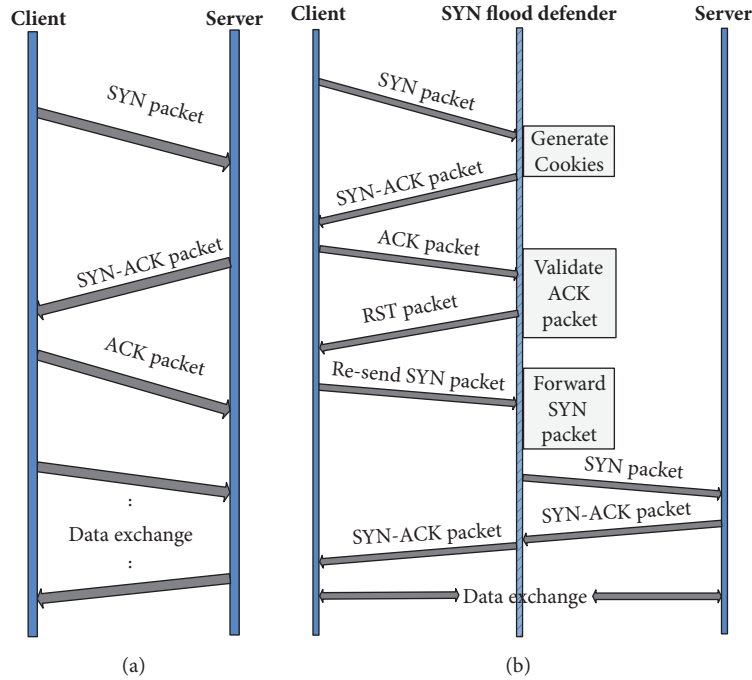 Client
Server
SYN packet
SYN-ACK packet
ACK packet
:
Data exchange
:
(a)
Client
SYN flood defender
Server
SYN packet
Generate
Cookies
SYN-ACK packet
ACK packet
Validate
ACK
packet
RST packet
Re-send SYN packet
Forward
SYN
packet
SYN packet
SYN-ACK packet
SYN-ACK packet
Data exchange
(b)